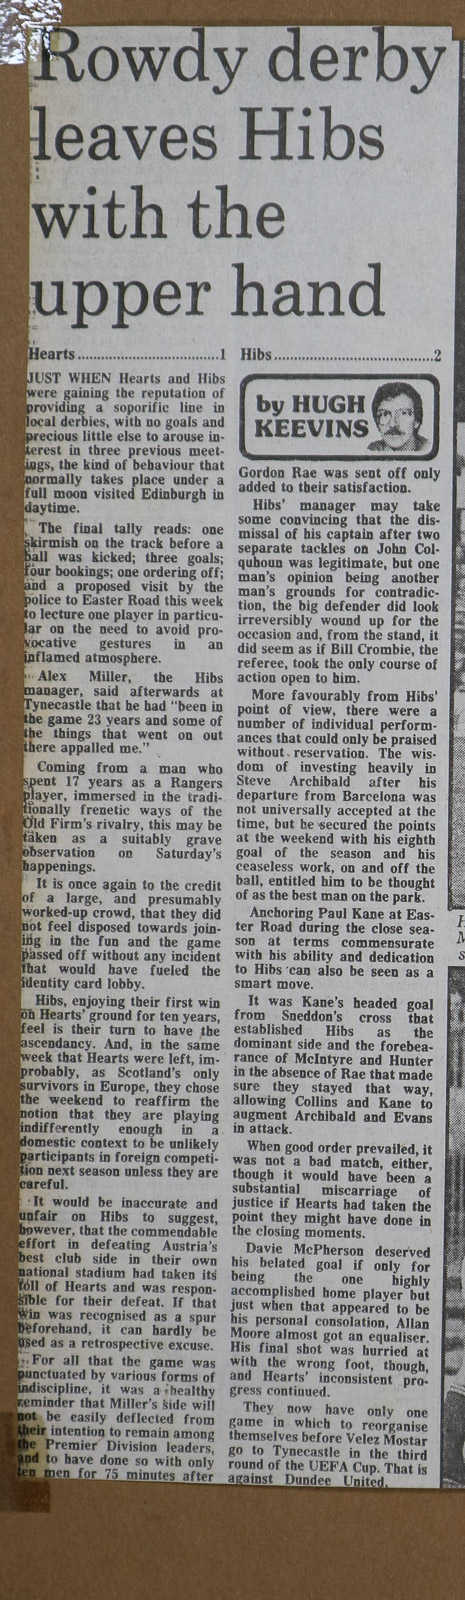 Rowdy derby
leaves Hibs
with the
upper hand
Hearts..............................1 Hibs..............................2
JUST WHEN Hearts and Hibs
were gaining the reputation of
providing a soporific line in
local derbies, with no goals and
precious little else to arouse in-
terest in three previous meet-
ings, the kind of behaviour that
normally takes place under a
full moon visited Edinburgh in
daytime.
The final tally reads: one
skirmish on the track before a
ball was kicked; three goals;
four bookings; one ordering off;
and a proposed visit by the
police to Easter Road this week
to lecture one player in particu-
lar on the need to avoid pro-
vocative gestures in an
inflamed atmosphere.
Alex Miller, the Hibs
manager, said afterwards at
Tynecastle that he had "been in
the game 23 years and some of
the things that went on out
there appalled me."
Coming from a man who
spent 17 years as a Rangers
player, immersed in the tradi-
tionally frenetic ways of the
Old Firm's rivalry, this may be
taken as a suitably grave
observation on Saturday's
happenings.
It is once again to the credit
of a large, and presumably
worked-up crowd, that they did
not feel disposed towards join-
ing in the fun and the game
passed off without any incident
that would have fueled the
identity card lobby.
Hibs, enjoying their first win
on Hearts' ground for ten years,
feel is their turn to have the
ascendancy. And, in the same
week that Hearts were left, im-
probably, as Scotland's only
survivors in Europe, they chose
the weekend to reaffirm the
notion that they are playing
indifferently enough in a
domestic context to be unlikely
participants in foreign competi-
tion next season unless they are
careful.
It would be inaccurate and
unfair on Hibs to suggest,
however, that the commendable
effort in defeating Austria's
best club side in their own
national stadium had taken its
toll of Hearts and was respon-
sible for their defeat. If that
win was recognised as a spur
beforehand, it can hardly be
used as a retrospective excuse.
For all that the game was
punctuated by various forms of
indiscipline, it was a healthy
reminder that Miller's side will
not be easily deflected from
their intention to remain among
the Premier Division leaders,
and to have done so with only
ten men for 75 minutes after
by HUGH
KEEVINS
Gordon Rae was sent off only
added to their satisfaction.
Hibs' manager may take
some convincing that the dis-
missal of his captain after two
separate tackles on John Col-
quhoun was legitimate, but one
man's opinion being another
man's grounds for contradic-
tion, the big defender did look
irreversibly wound up for the
occasion and, from the stand, it
did seem as if Bill Crombie, the
referee, took the only course of
action open to him.
More favourably from Hibs'
point of view, there were a
number of individual perform-
ances that could only be praised
without reservation. The wis-
dom of investing heavily in
Steve Archibald after his
departure from Barcelona was
not universally accepted at the
time, but he secured the points
at the weekend with his eighth
goal of the season and his
ceaseless work, on and off the
ball, entitled him to be thought
of as the best man on the park.
Anchoring Paul Kane at Eas-
ter Road during the close sea-
son at terms commensurate
with his ability and dedication
to Hibs can also be seen as a
smart move.
It was Kane's headed goal
from Sneddon's cross that
established Hibs as the
dominant side and the forebea-
rance of McIntyre and Hunter
in the absence of Rae that made
sure they stayed that way,
allowing Collins and Kane to
augment Archibald and Evans
in attack.
When good order prevailed, it
was not a bad match, either,
though it would have been a
substantial miscarriage of
justice if Hearts had taken the
point they might have done in
the closing moments.
Davie McPherson deserved
his belated goal if only for
being the one highly
accomplished home player but
just when that appeared to be
his personal consolation, Allan
Moore almost got an equaliser.
His final shot was hurried at
with the wrong foot, though,
and Hearts' inconsistent pro-
gress continued.
They now have only one
game in which to reorganise
themselves before Velez Mostar
go to Tynecastle in the third
round of the UEFA Cup. That is
against Dundee United.